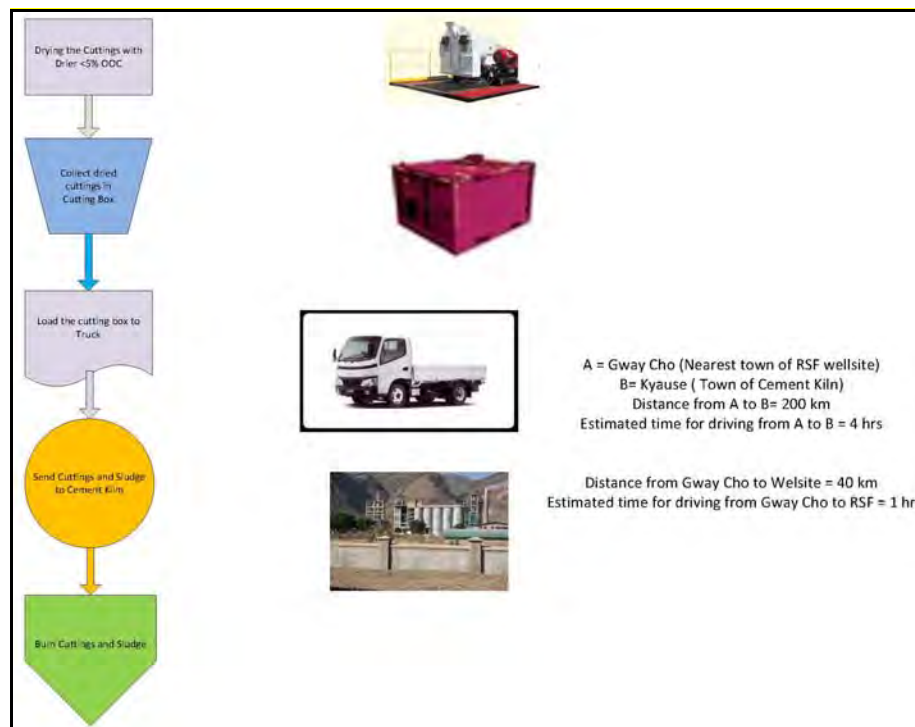 Drying the Cuttings with
Drier <5% OOC
Collect dried
cuttings in
Cutting Box
Load the cutting box to
Truck
Send Cuttings and Sludge
to Cement Kiln
Burn Cuttings and Sludge
A = Gway Cho (Nearest town of RSF wellsite)
B= Kyause ( Town of Cement Kiln)
Distance from A to B= 200 km
Estimated time for driving from A to B = 4 hrs
Distance from Gway Cho to Welsite = 40 km
Estimated time for driving from Gway Cho to RSF = 1 hr